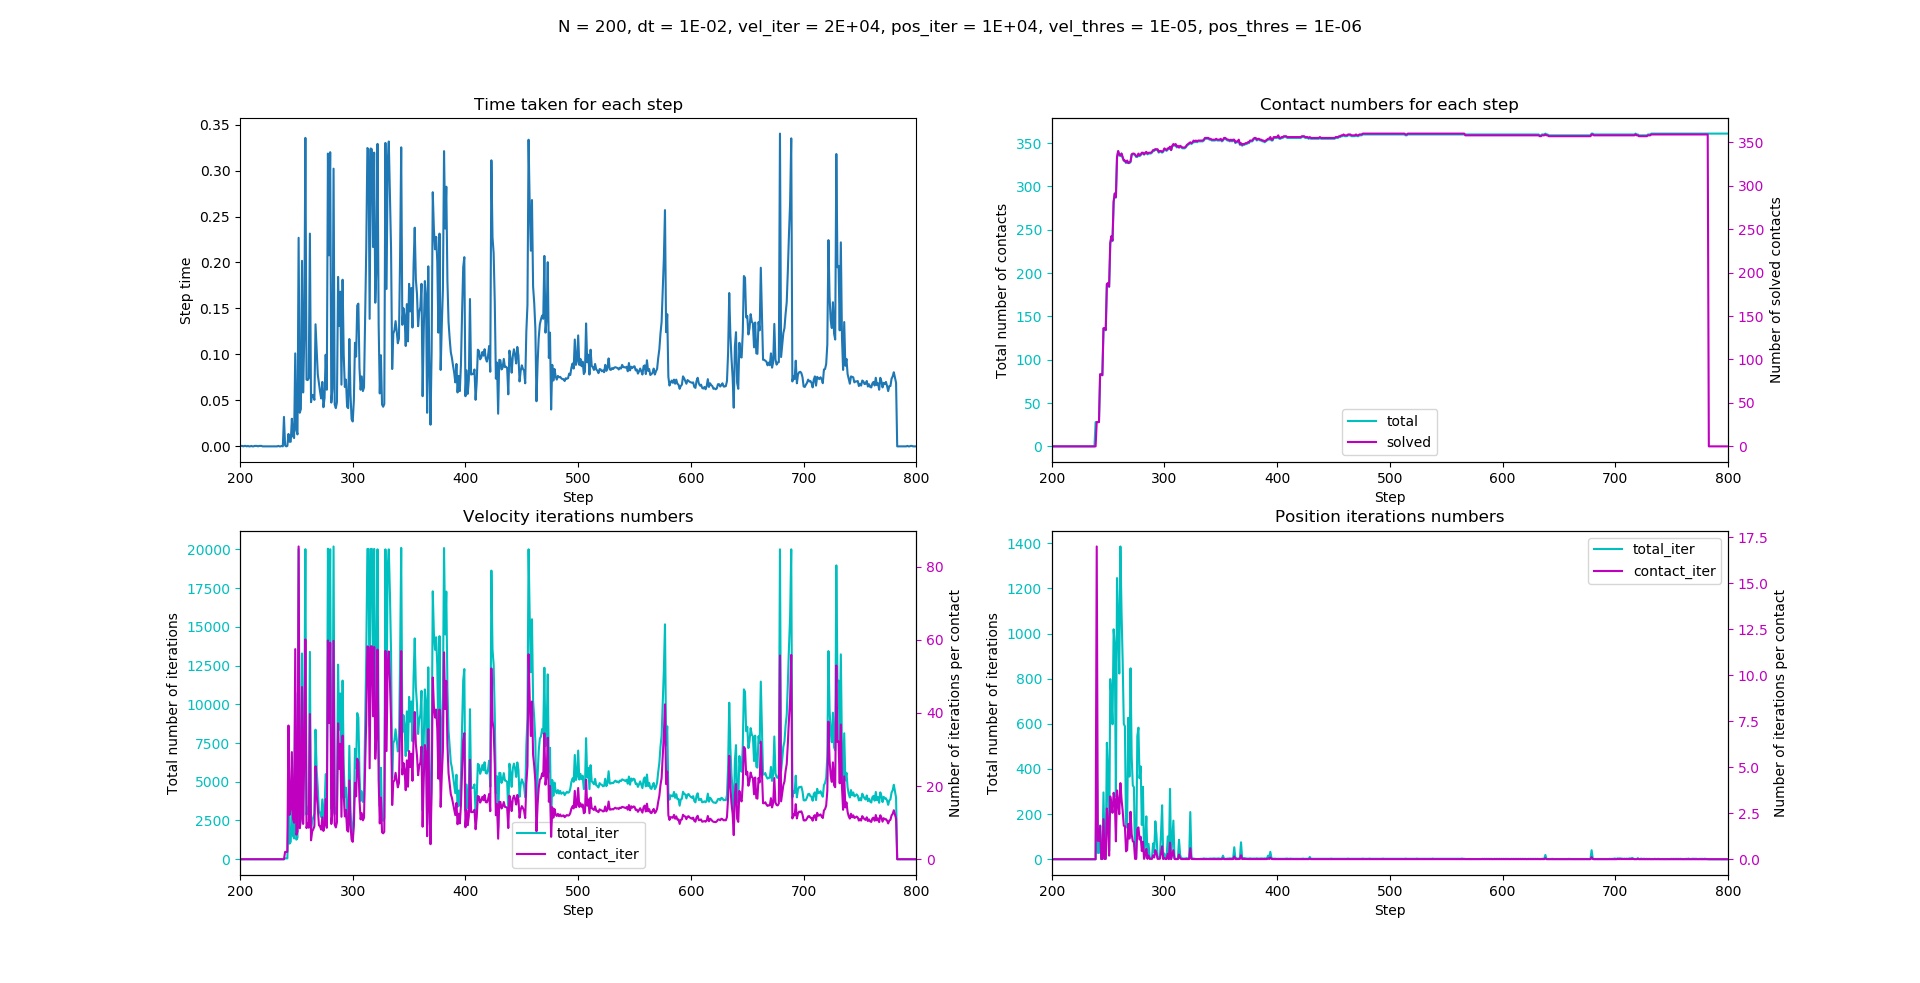 N = 200, dt = 1E-02, vel_iter = 2E+04, pos_iter = 1E+04, vel_thres = 1E-05, pos_thres = 1E-06
Time taken for each step
0.35
0.30
0.25
0.20
0.15
0.10
0.05
0.00
Step time
200 300 400 500 600 700 800
Step
Contact numbers for each step
350
300
250
200
150
100
50
0
Total number of contacts
350
300
250
200
150
100
50
0
Number of solved contacts
total
solved
200 300 400 500 600 700 800
Step
Velocity iterations numbers
20000
17500
15000
12500
10000
7500
5000
2500
0
Total number of iterations
80
60
40
20
0
Number of iterations per contact
total_iter
contact_iter
200 300 400 500 600 700 800
Step
Position iterations numbers
1400
1200
1000
800
600
400
200
0
Total number of iterations
17.5
15.0
12.5
10.0
7.5
5.0
2.5
0.0
Number of iterations per contact
total_iter
contact_iter
200 300 400 500 600 700 800
Step